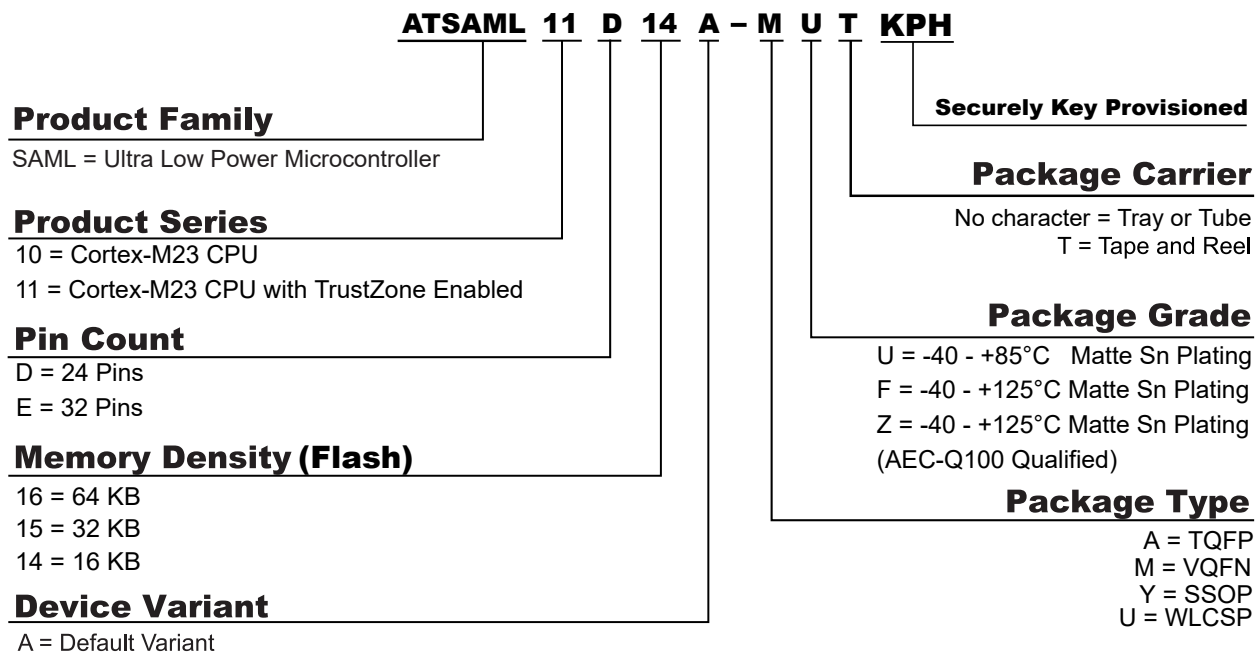 ATSAML 11 D 14 A – M U T KPH
Product Family
SAML = Ultra Low Power Microcontroller
Product Series
10 = Cortex-M23 CPU
11 = Cortex-M23 CPU with TrustZone Enabled
Pin Count
D = 24 Pins
E = 32 Pins
Memory Density (Flash)
16 = 64 KB
15 = 32 KB
14 = 16 KB
Device Variant
A = Default Variant
Securely Key Provisioned
Package Carrier
No character = Tray or Tube
T = Tape and Reel
Package Grade
U = -40 - +85°C Matte Sn Plating
F = -40 - +125°C Matte Sn Plating
Z = -40 - +125°C Matte Sn Plating
(AEC-Q100 Qualified)
Package Type
A = TQFP
M = VQFN
Y = SSOP
U = WLCSP